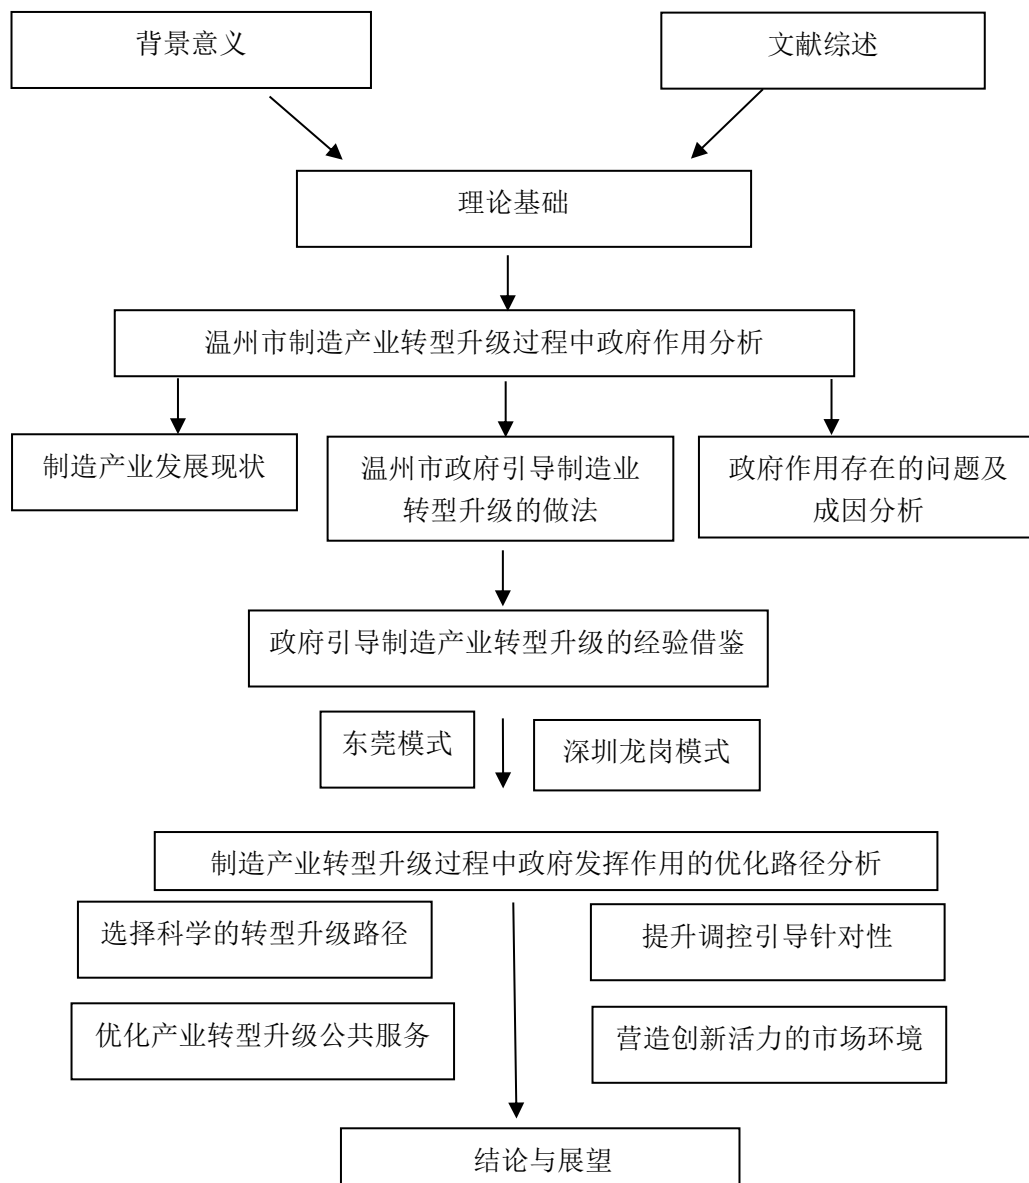 背景意义
文献综述
理论基础
温州市制造产业转型升级过程中政府作用分析
制造产业发展现状
温州市政府引导制造业
转型升级的做法
政府作用存在的问题及
成因分析
政府引导制造产业转型升级的经验借鉴
东莞模式
深圳龙岗模式
制造产业转型升级过程中政府发挥作用的优化路径分析
选择科学的转型升级路径
提升调控引导针对性
优化产业转型升级公共服务
营造创新活力的市场环境
结论与展望